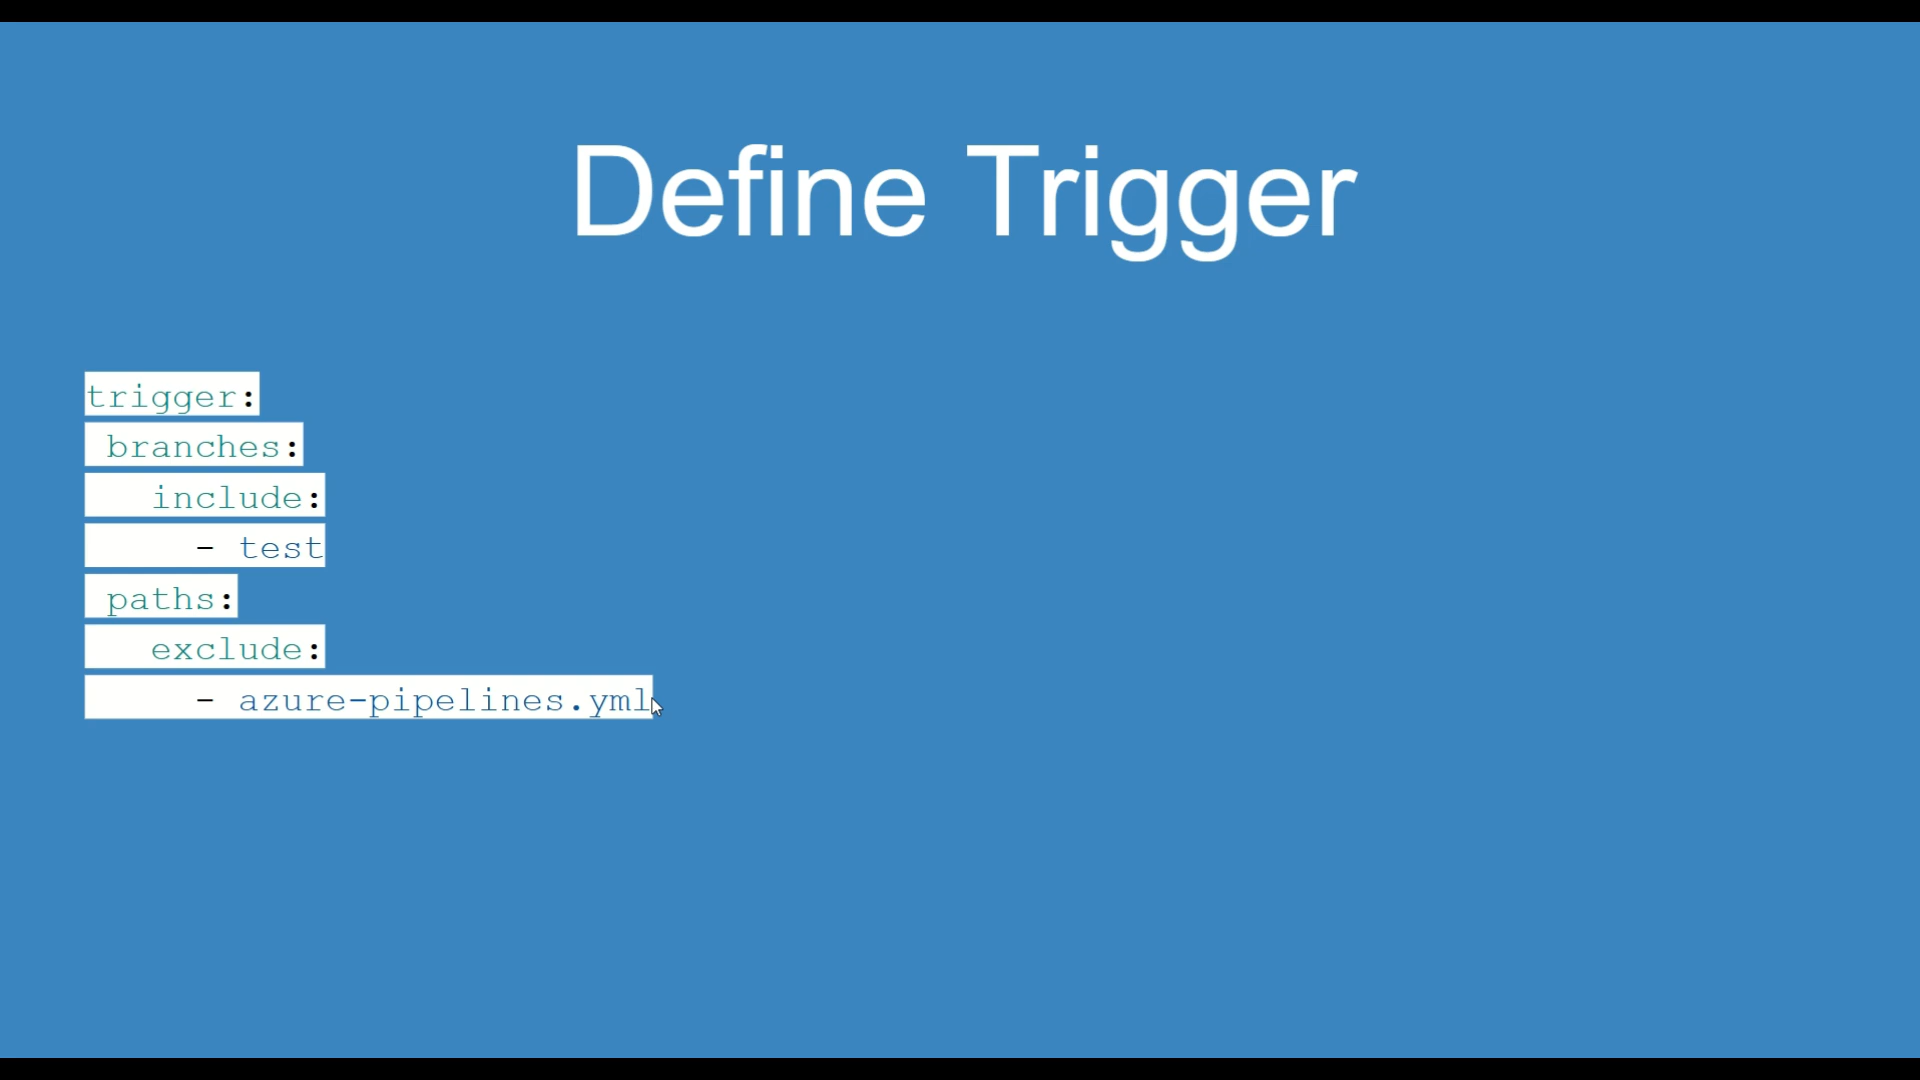 Define Trigger
trigger:
 branches:
   include:
     - test
 paths:
   exclude:
     - azure-pipelines.yml